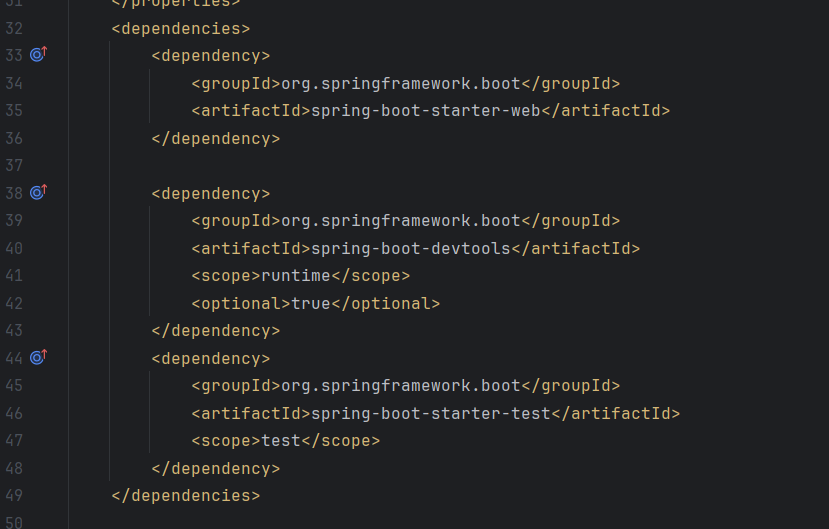 31 </properties>
32 <dependencies>
33 <dependency>
34 <groupId>org.springframework.boot</groupId>
35 <artifactId>spring-boot-starter-web</artifactId>
36 </dependency>
37
38 <dependency>
39 <groupId>org.springframework.boot</groupId>
40 <artifactId>spring-boot-devtools</artifactId>
41 <scope>runtime</scope>
42 <optional>true</optional>
43 </dependency>
44 <dependency>
45 <groupId>org.springframework.boot</groupId>
46 <artifactId>spring-boot-starter-test</artifactId>
47 <scope>test</scope>
48 </dependency>
49 </dependencies>
50